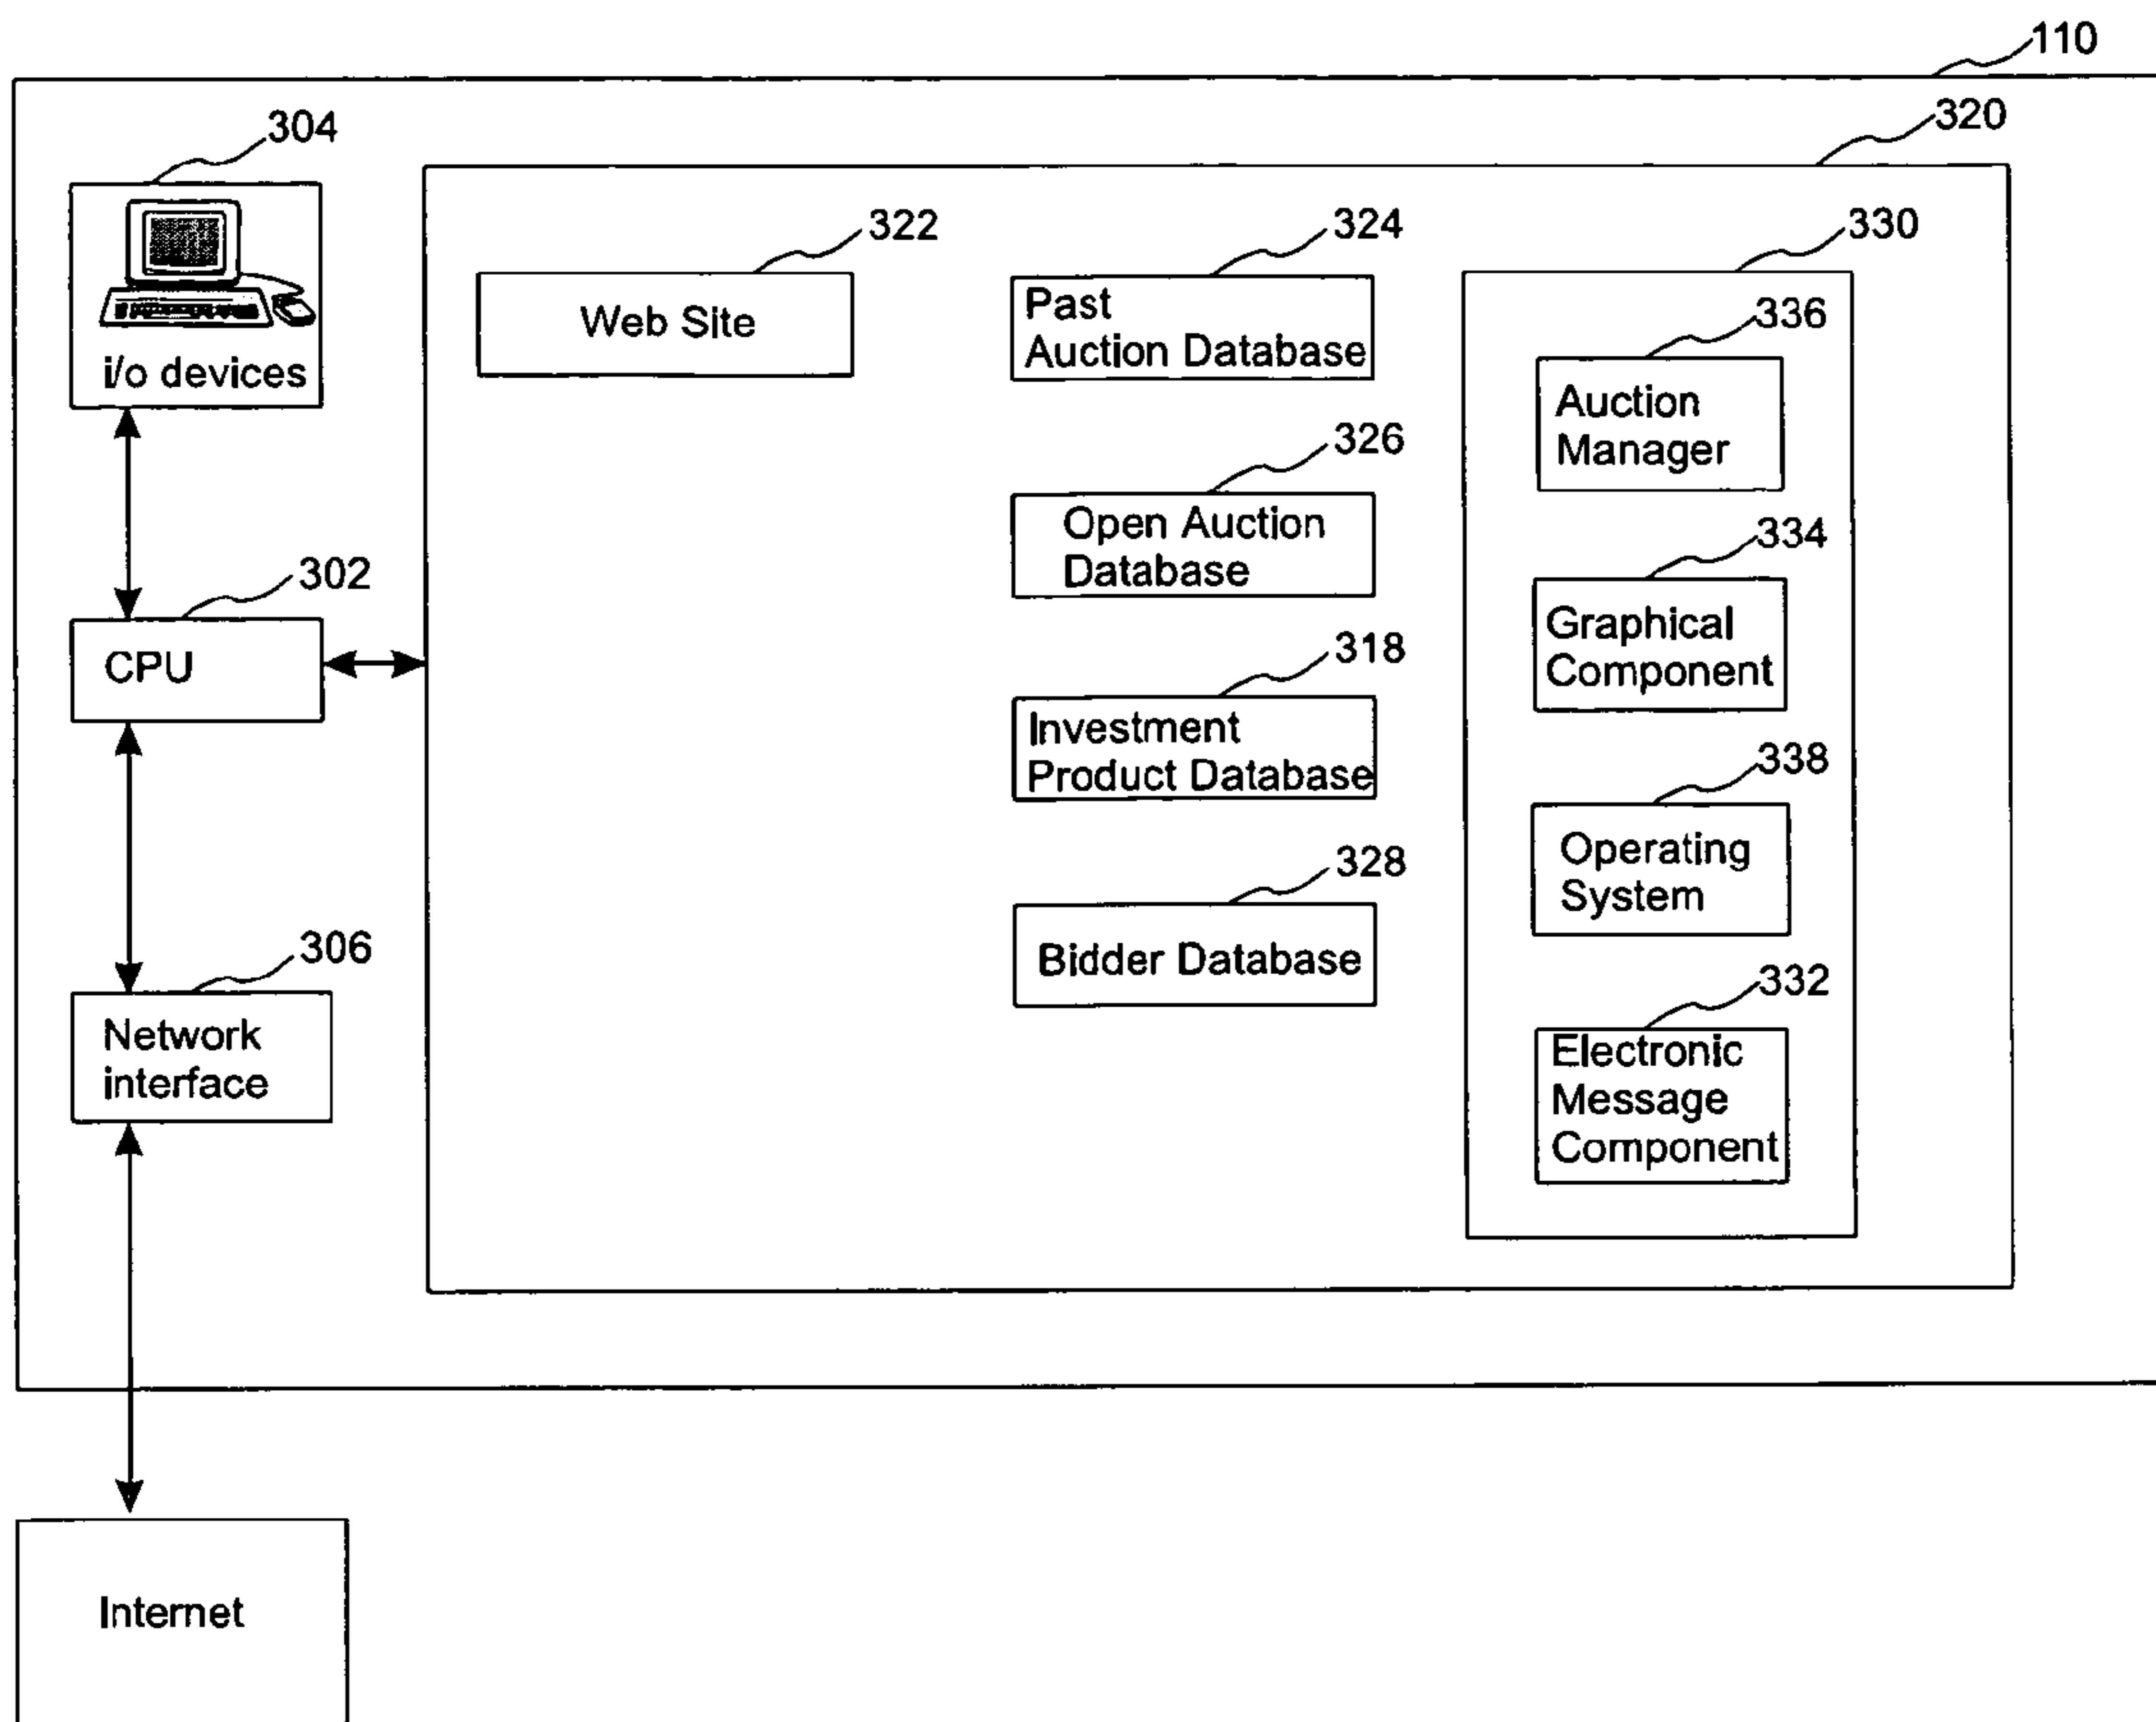 110
304
320
322
324
330
i/o devices
Web Site
Past
Auction Database
336
Auction
Manager
326
Open Auction
Database
334
Graphical
Component
302
CPU
318
Investment
Product Database
338
Operating
System
328
Bidder Database
306
Network
interface
332
Electronic
Message
Component
Internet